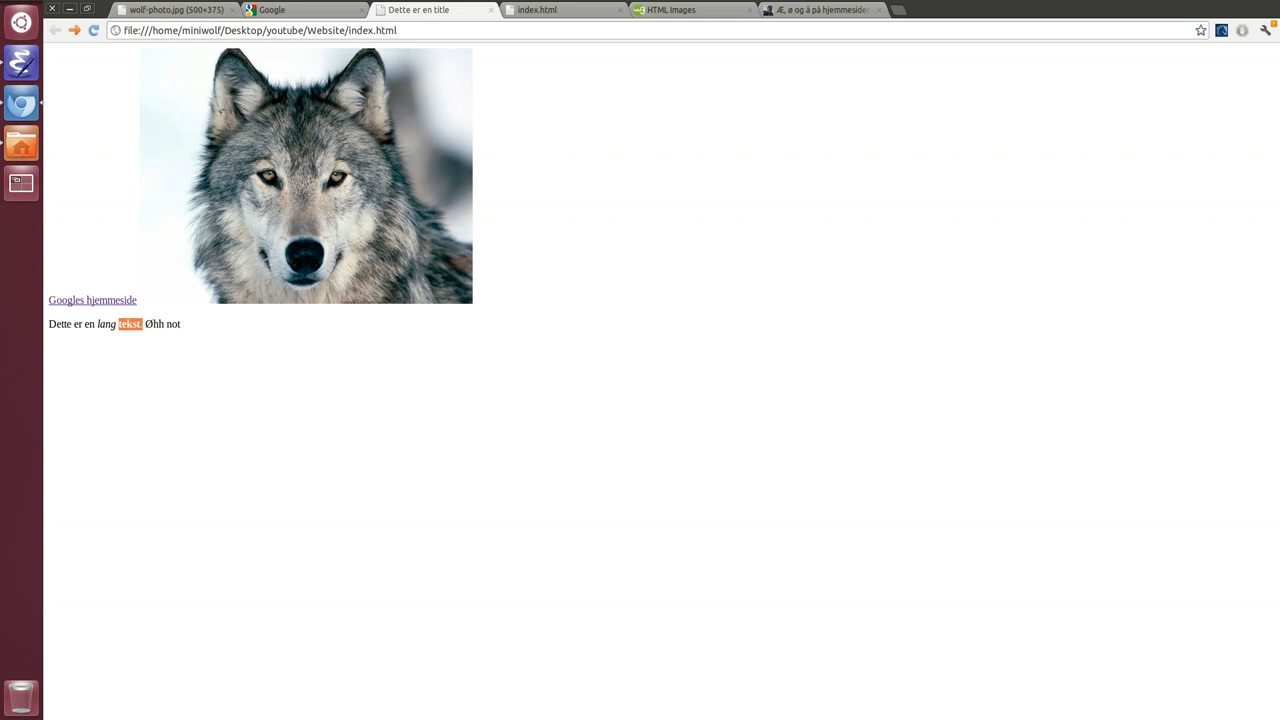 wolf-photo.jpg (500×375)
Google
Dette er en title
index.html
HTML Images
Æ, ø og å på hjemmesider
file:///home/miniwolf/Desktop/youtube/Website/index.html
Googles hjemmeside
Dette er en lang tekst. Øhh not